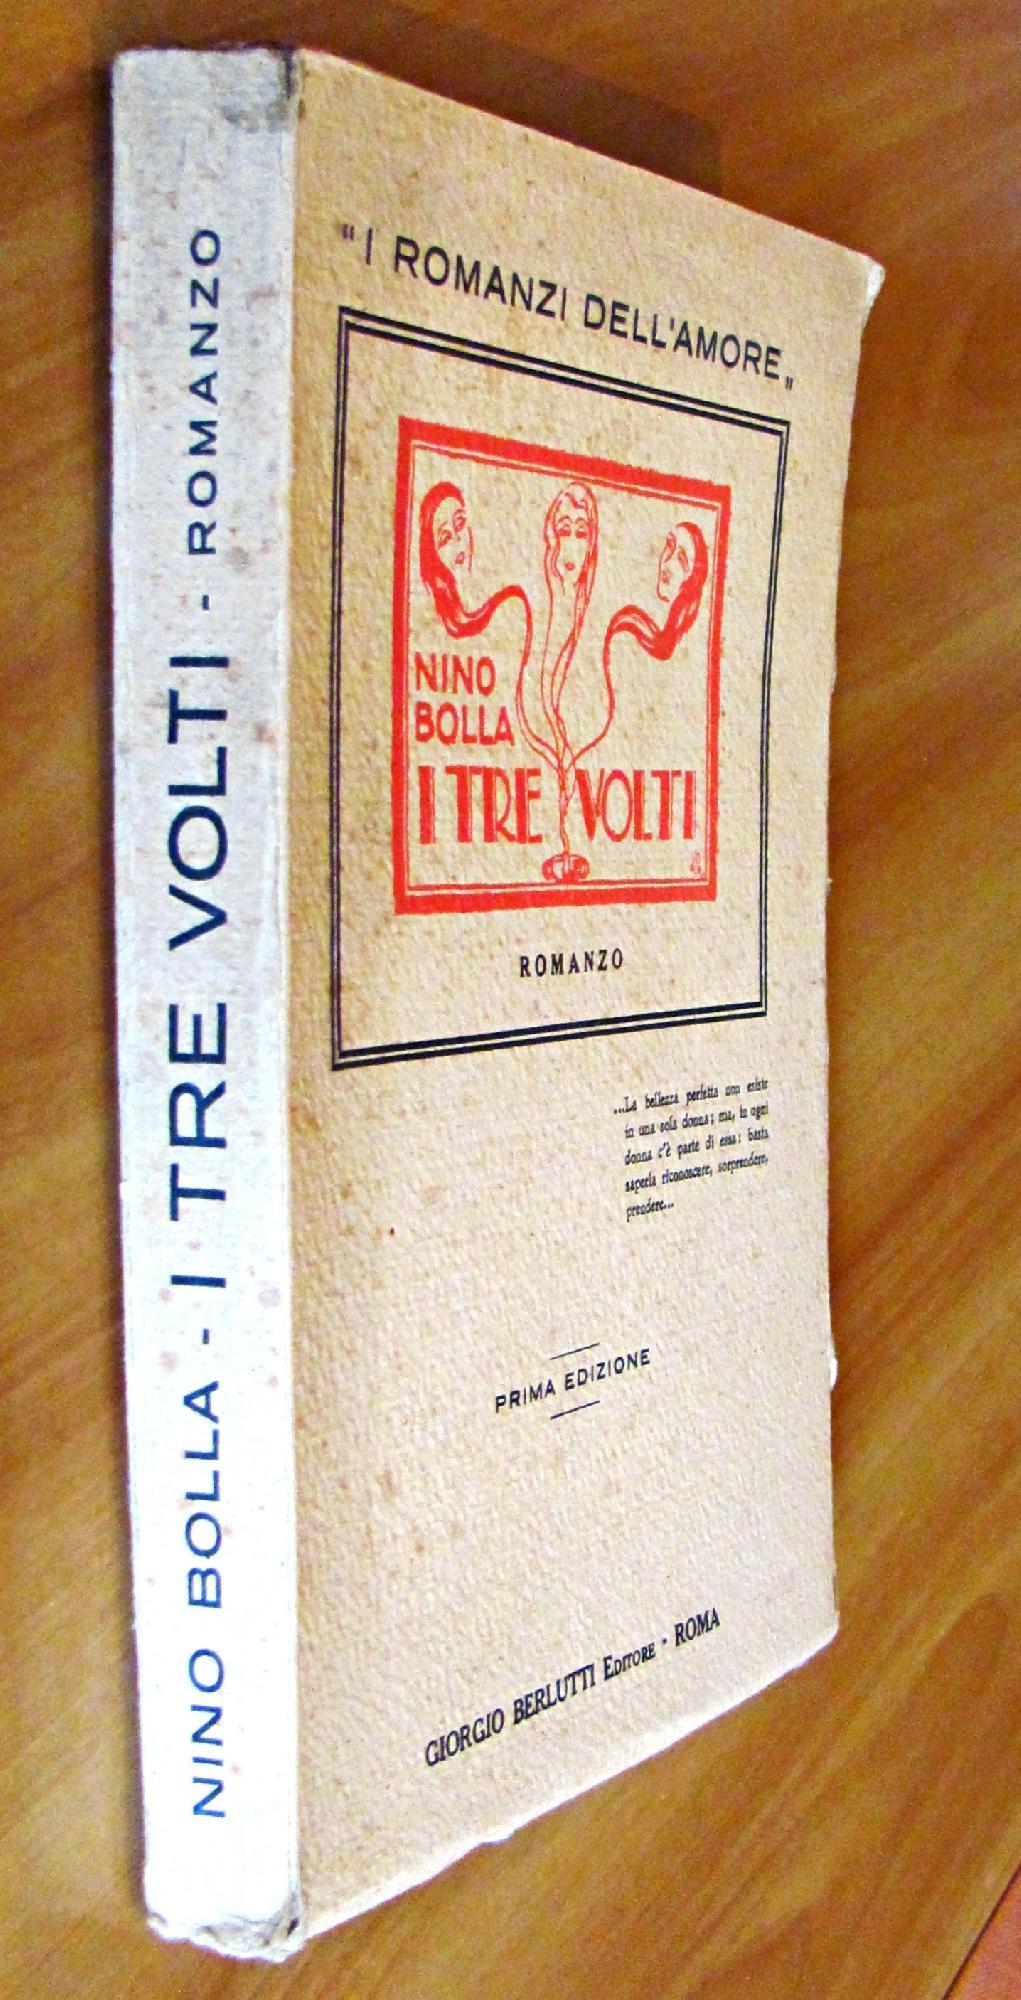 NINO BOLLA - I TRE VOLTI - ROMANZO
“I ROMANZI DELL'AMORE„
NINO
BOLLA
I TRE VOLTI
ROMANZO
...La bellezza perfetta non esiste
in una sola donna; ma, in ogni
donna c'è parte di essa: basta
saperla riconoscere, sorprendere,
prendere...
PRIMA EDIZIONE
GIORGIO BERLUTTI EDITORE - ROMA